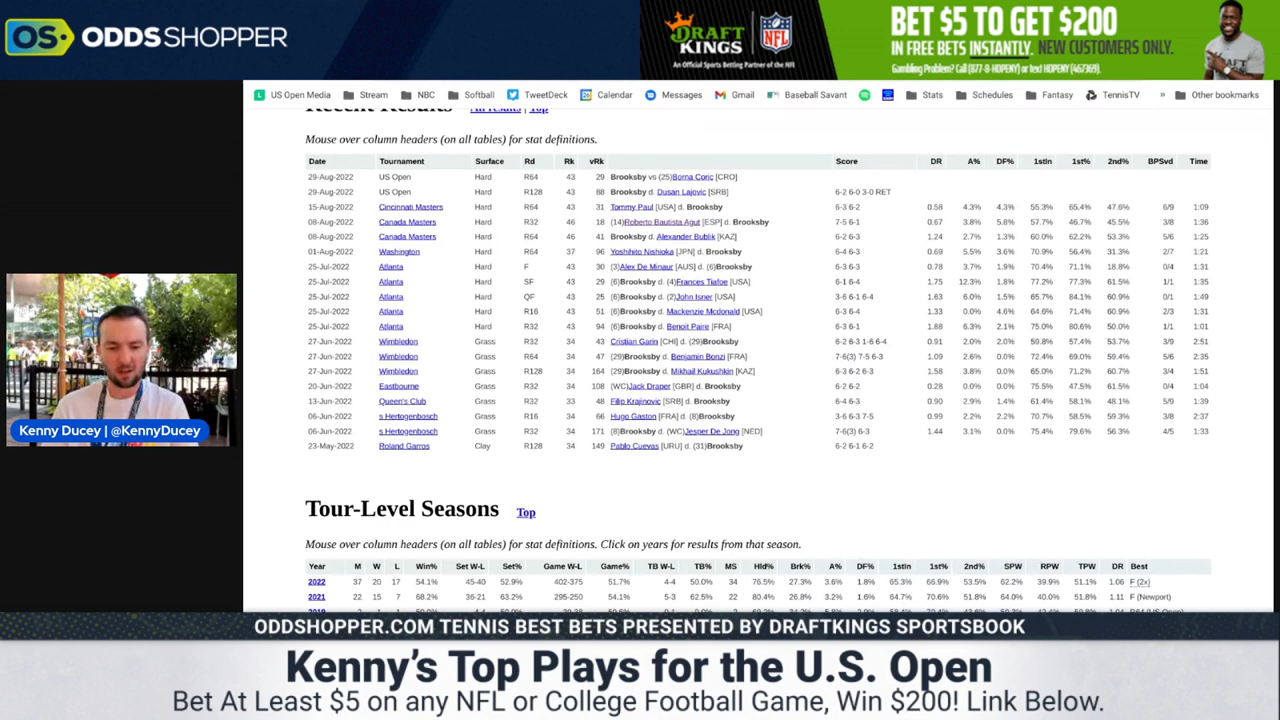 OS. ODDSSHOPPER
DRAFT KINGS
NFL
An Official Sports Betting Partner of the NFL
BET $5 TO GET $200
IN FREE BETS INSTANTLY. NEW CUSTOMERS ONLY.
Gambling Problem? Call (877-8-HOPENY) or text HOPENY (467369).
US Open Media Stream NBC Softball TweetDeck Calendar Messages Gmail Baseball Savant Stats Schedules Fantasy TennisTV » Other bookmarks
Recent Results All Results | Top
Mouse over column headers (on all tables) for stat definitions.
Date Tournament Surface Rd Rk vRk Score DR A% DF% 1stIn 1st% 2nd% BPSvd Time
29-Aug-2022 US Open Hard R64 43 29 Brooksby vs (25)Borna Coric [CRO]
29-Aug-2022 US Open Hard R128 43 88 Brooksby d. Dusan Lajovic [SRB] 6-2 6-0 3-0 RET
15-Aug-2022 Cincinnati Masters Hard R64 43 31 Tommy Paul [USA] d. Brooksby 6-3 6-2 0.58 4.3% 4.3% 55.3% 65.4% 47.6% 6/9 1:09
08-Aug-2022 Canada Masters Hard R32 46 18 (14)Roberto Bautista Agut [ESP] d. Brooksby 7-5 6-1 0.67 3.8% 5.8% 57.7% 46.7% 45.5% 3/8 1:36
08-Aug-2022 Canada Masters Hard R64 46 41 Brooksby d. Alexander Bublik [KAZ] 6-2 6-3 1.24 2.7% 1.3% 60.0% 62.2% 53.3% 5/6 1:25
01-Aug-2022 Washington Hard R64 37 96 Yoshihito Nishioka [JPN] d. Brooksby 6-4 6-3 0.49 0.0% 3.5% 70.9% 56.4% 31.3% 2/7 1:21
25-Jul-2022 Atlanta Hard F 43 30 (3)Alex De Minaur [AUS] d. (6)Brooksby 6-3 6-3 0.78 3.7% 1.9% 70.4% 71.1% 18.8% 0/4 1:31
25-Jul-2022 Atlanta Hard SF 43 29 (6)Brooksby d. (4)Frances Tiafoe [USA] 6-1 6-4 1.75 12.3% 1.8% 77.2% 77.3% 61.5% 1/1 1:35
25-Jul-2022 Atlanta Hard QF 43 25 (6)Brooksby d. (2)John Isner [USA] 3-6 6-1 6-4 1.63 6.0% 1.5% 65.7% 84.1% 60.9% 0/1 1:49
25-Jul-2022 Atlanta Hard R16 43 51 (6)Brooksby d. Mackenzie Mcdonald [USA] 6-3 6-4 1.33 0.0% 4.6% 64.6% 71.4% 60.9% 2/3 1:31
25-Jul-2022 Atlanta Hard R32 43 94 (6)Brooksby d. Benoit Paire [FRA] 6-3 6-1 1.88 6.3% 2.1% 75.0% 80.6% 50.0% 1/1 1:01
27-Jun-2022 Wimbledon Grass R32 34 43 Cristian Garin [CHI] d. (29)Brooksby 6-2 6-3 1-6 6-4 0.91 2.0% 2.0% 59.8% 57.4% 53.7% 3/9 2:51
27-Jun-2022 Wimbledon Grass R64 34 47 (29)Brooksby d. Benjamin Bonzi [FRA] 7-6(3) 7-5 6-3 1.09 2.6% 0.0% 72.4% 69.0% 59.4% 5/6 2:35
27-Jun-2022 Wimbledon Grass R128 34 164 (29)Brooksby d. Mikhail Kukushkin [KAZ] 1.58 3.8% 0.0% 65.0% 71.2% 60.7% 3/4 1:51
20-Jun-2022 Eastbourne Grass R32 34 108 (WC)Jack Draper [GBR] d. Brooksby 6-2 6-2 0.28 0.0% 0.0% 75.5% 47.5% 61.5% 0/4 1:04
13-Jun-2022 Queen's Club Grass R32 33 48 Filip Krajinovic [SRB] d. Brooksby 6-4 6-3 0.90 2.9% 1.4% 61.4% 58.1% 48.1% 5/9 1:39
06-Jun-2022 s Hertogenbosch Grass R16 34 66 Hugo Gaston [FRA] d. (8)Brooksby 3-6 6-3 7-5 0.99 2.2% 2.2% 70.7% 58.5% 59.3% 3/8 2:37
06-Jun-2022 s Hertogenbosch Grass R32 34 171 (8)Brooksby d. (WC)Jesper De Jong [NED] 7-6(3) 6-3 1.44 3.1% 0.0% 75.4% 79.6% 56.3% 4/5 1:33
23-May-2022 Roland Garros Clay R128 34 149 Pablo Cuevas [URU] d. (31)Brooksby 6-2 6-1 6-2
Kenny Ducey | @KennyDucey
Tour-Level Seasons Top
Mouse over column headers (on all tables) for stat definitions. Click on years for results from that season.
Year M W L Win% Set W-L Set% Game W-L Game% TB W-L TB% MS Hld% Brk% A% DF% 1stIn 1st% 2nd% SPW RPW TPW DR Best
2022 37 20 17 54.1% 45-40 52.9% 402-375 51.7% 4-4 50.0% 34 76.5% 27.3% 3.6% 1.8% 65.3% 66.9% 53.5% 62.2% 39.9% 51.1% 1.06 F (2x)
2021 22 15 7 68.2% 36-21 63.2% 295-250 54.1% 5-3 62.5% 22 80.4% 26.8% 3.2% 1.6% 64.7% 70.6% 51.8% 64.0% 40.0% 51.8% 1.11 F (Newport)
ODDSHOPPER.COM TENNIS BEST BETS PRESENTED BY DRAFTKINGS SPORTSBOOK
Kenny's Top Plays for the U.S. Open
Bet At Least $5 on any NFL or College Football Game, Win $200! Link Below.